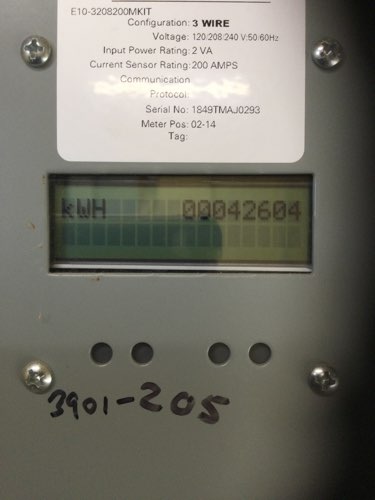 E10-3208200MKIT
Configuration: 3 WIRE
Voltage: 120:208:240 V:50/60Hz
Input Power Rating: 2 VA
Current Sensor Rating: 200 AMPS
Communication
Protocol:
Serial No: 1849TMAJ0293
Meter Pos: 02-14
Tag:
kWH 00042604
3901-205